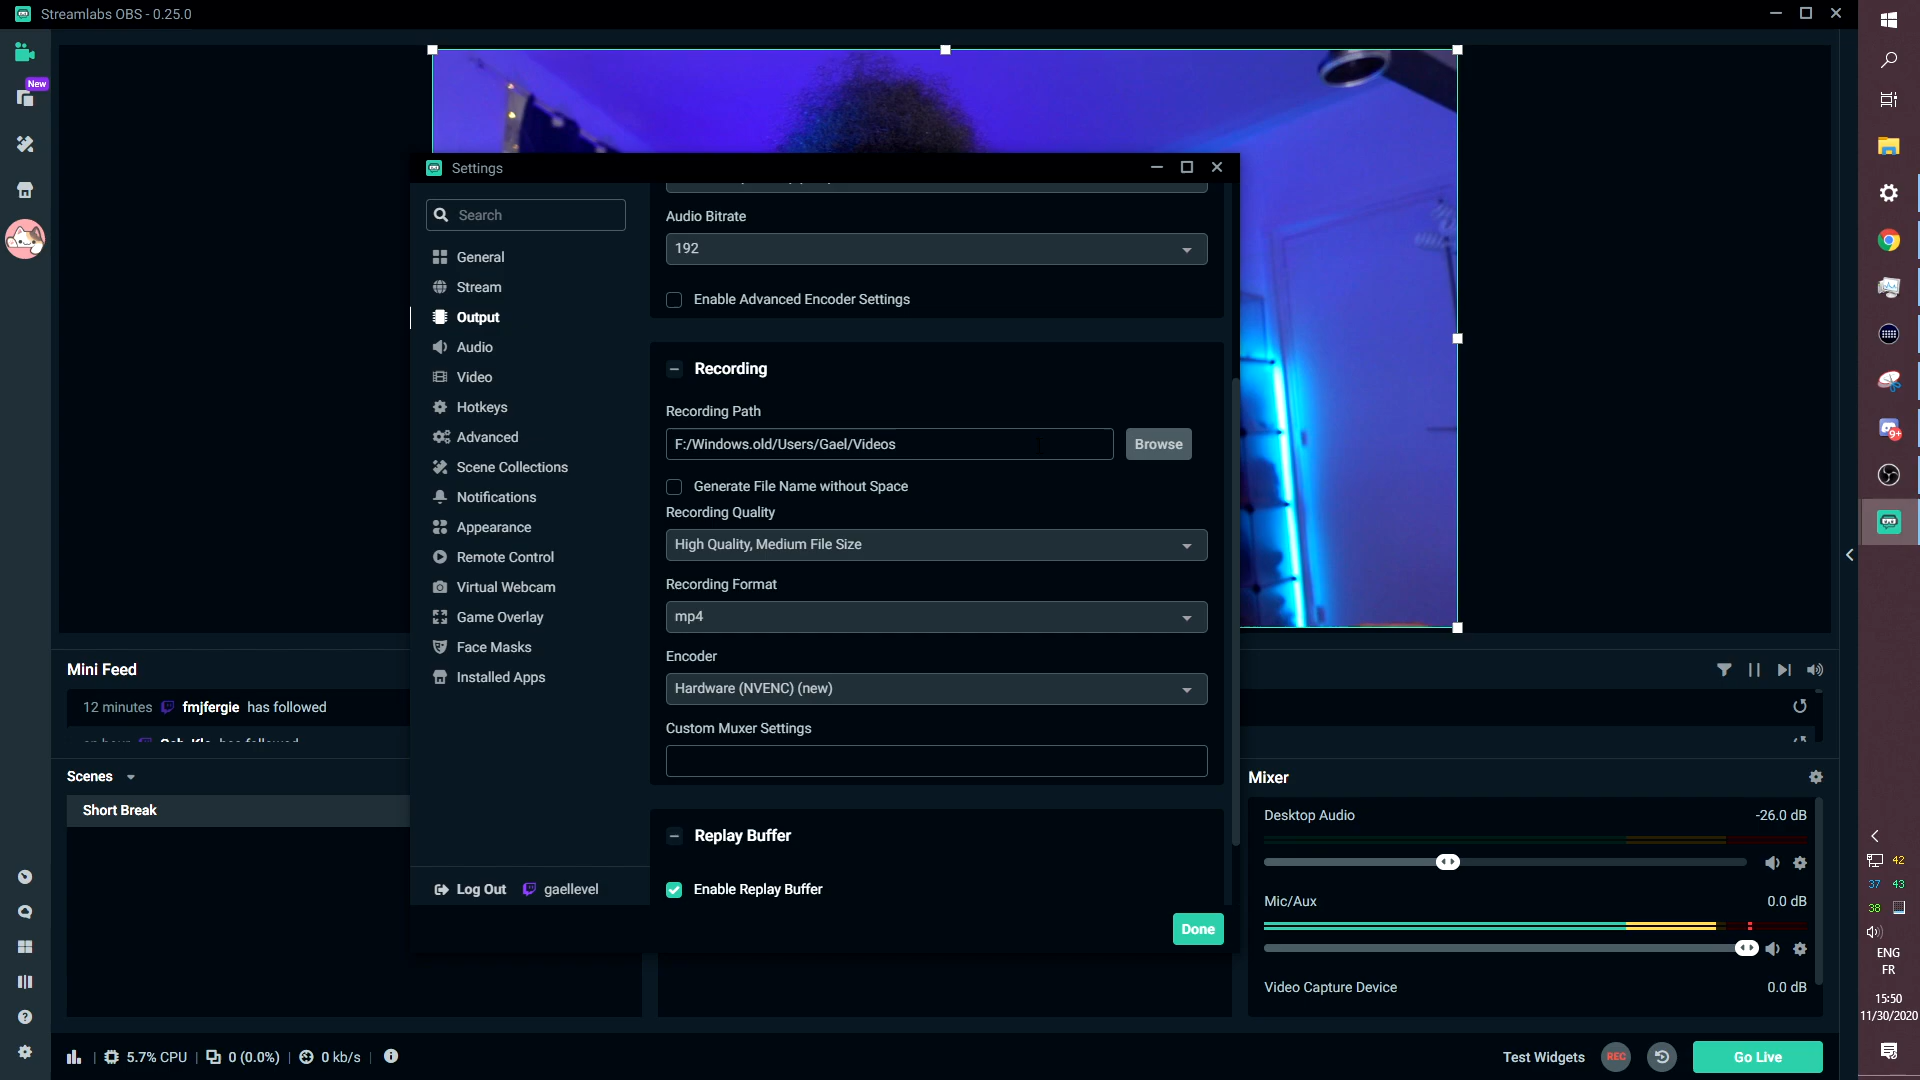 Streamlabs OBS - 0.25.0
New
Settings
Search
General
Stream
Output
Audio
Video
Hotkeys
Advanced
Scene Collections
Notifications
Appearance
Remote Control
Virtual Webcam
Game Overlay
Face Masks
Installed Apps
Log Out gaellevel
Audio Bitrate
192
Enable Advanced Encoder Settings
Recording
Recording Path
F:/Windows.old/Users/Gael/Videos
Browse
Generate File Name without Space
Recording Quality
High Quality, Medium File Size
Recording Format
mp4
Encoder
Hardware (NVENC) (new)
Custom Muxer Settings
Replay Buffer
Enable Replay Buffer
Done
Mini Feed
12 minutes fmjfergie has followed
Scenes
Short Break
Mixer
Desktop Audio -26.0 dB
Mic/Aux 0.0 dB
Video Capture Device 0.0 dB
5.7% CPU 0 (0.0%) 0 kb/s
Test Widgets REC Go Live
9+
42
37 43
38
ENG
FR
15:50
11/30/2020